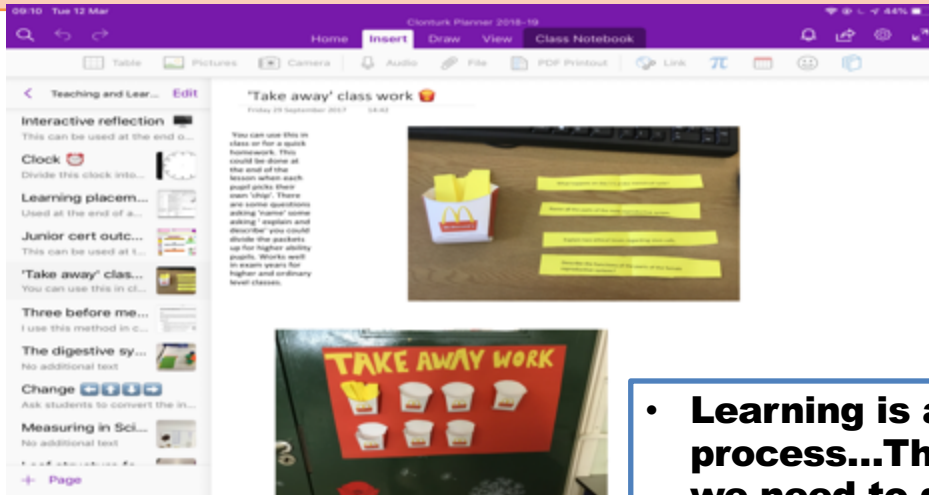 09:10 Tue 12 Mar
44%
Clonturk Planner 2018-19
Home Insert Draw View Class Notebook
Table Pictures Camera Audio File PDF Printout Link π
Teaching and Lear... Edit
Interactive reflection
This can be used at the end o...
Clock
Divide this clock into...
Learning placem...
Used at the end of a...
Junior cert outc...
This can be used at t...
'Take away' clas...
You can use this in cl...
Three before me...
I use this method in c...
The digestive sy...
No additional text
Change
Ask students to convert the in...
Measuring in Sci...
No additional text
+ Page
'Take away' class work
Friday 29 September 2017 14:42
You can use this in
class or for a quick
homework. This
could be done at
the end of the
lesson when each
pupil picks their
own 'chip'. There
are some questions
asking 'name' some
asking ' explain and
describe' you could
divide the packets
up for higher ability
pupils. Works well
in exam years for
higher and ordinary
level classes.
TAKE AWAY WORK
• Learning is a
process...Th